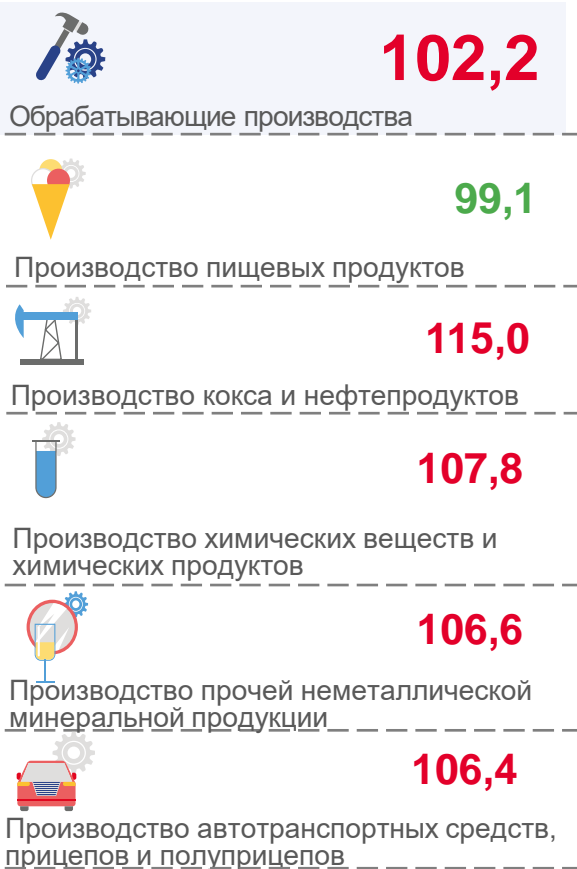 102,2
Обрабатывающие производства
99,1
Производство пищевых продуктов
115,0
Производство кокса и нефтепродуктов
107,8
Производство химических веществ и
химических продуктов
106,6
Производство прочей неметаллической
минеральной продукции
106,4
Производство автотранспортных средств,
прицепов и полуприцепов